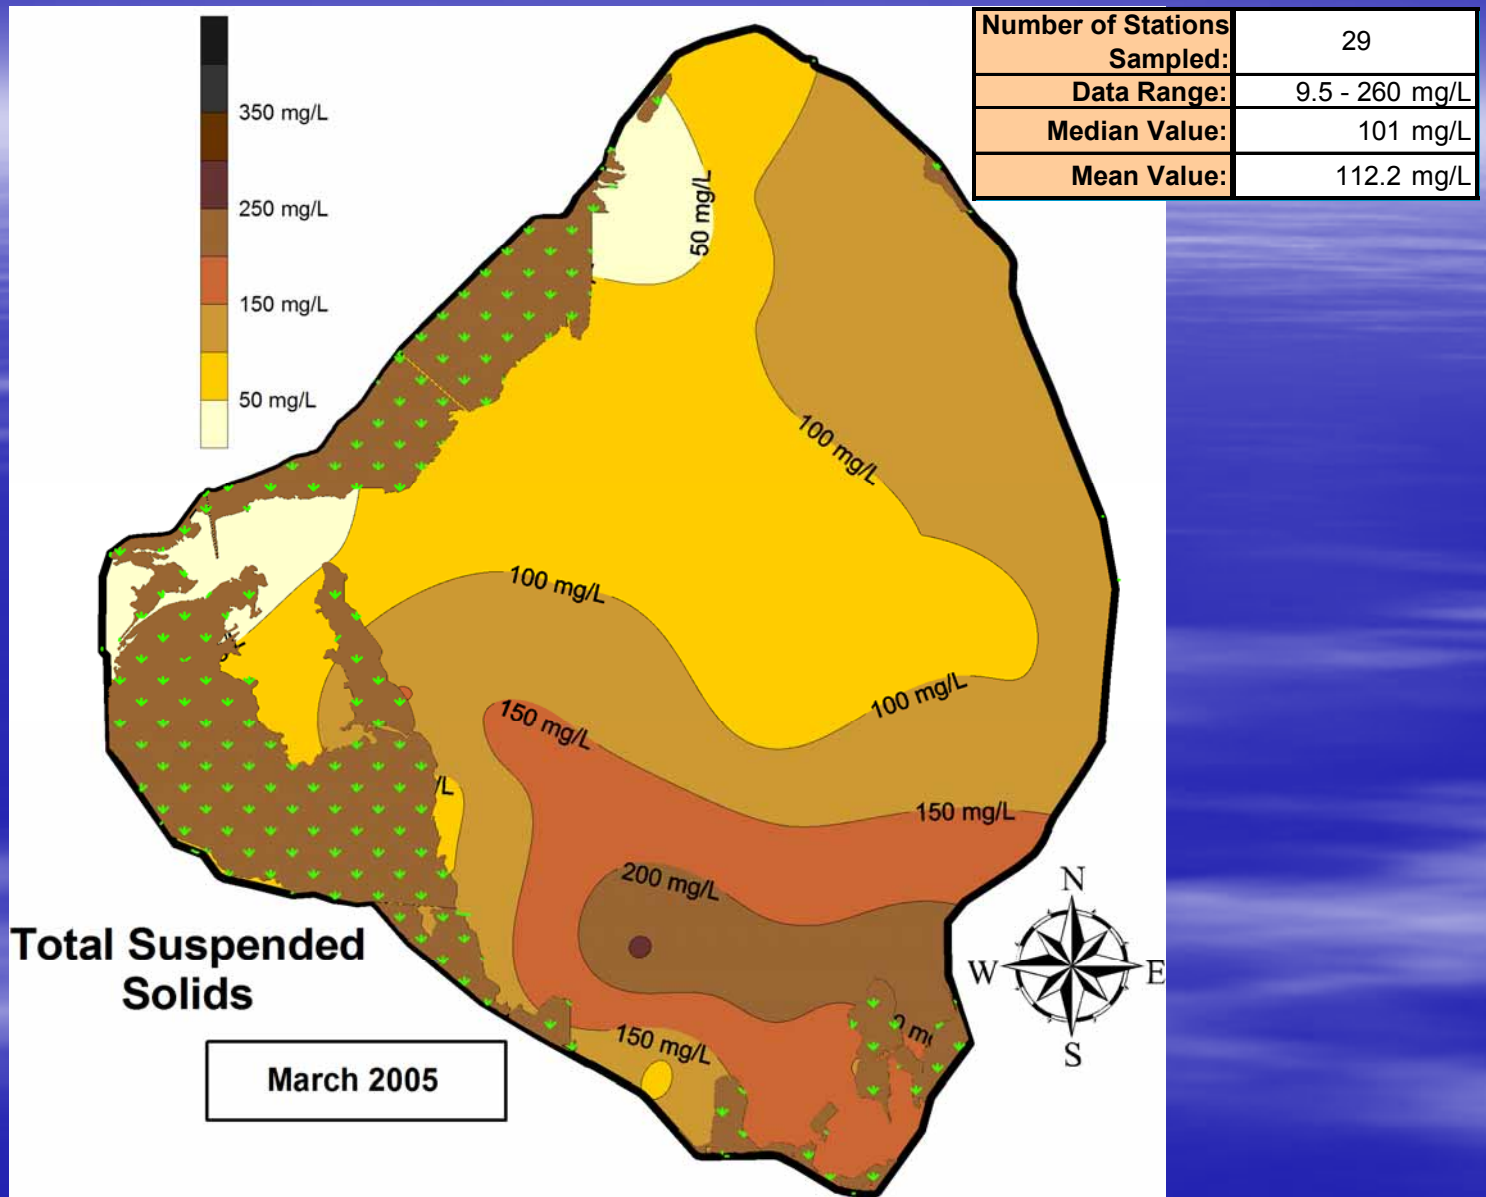 Number of Stations
Sampled:
29
Data Range:
9.5 - 260 mg/L
Median Value:
101 mg/L
Mean Value:
112.2 mg/L
350 mg/L
250 mg/L
150 mg/L
50 mg/L
50 mg/L
100 mg/L
100 mg/L
100 mg/L
150 mg/L
150 mg/L
200 mg/L
150 mg/L
/L
N
W
E
S
Total Suspended
Solids
March 2005